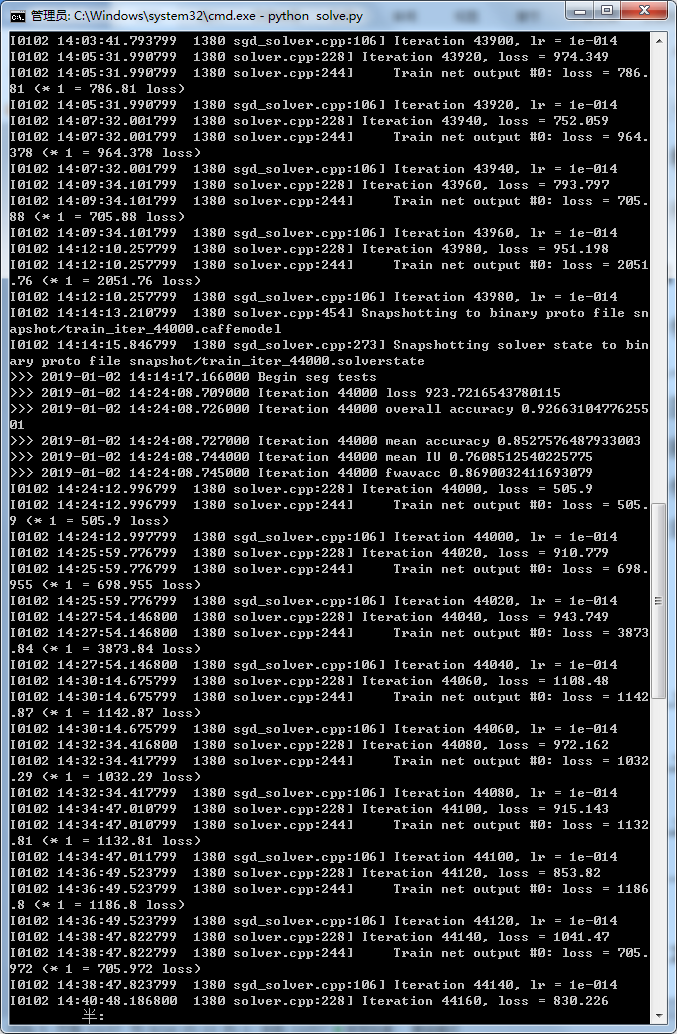 管理员: C:\Windows\system32\cmd.exe - python  solve.py
I0102 14:03:41.793799  1380 sgd_solver.cpp:106] Iteration 43900, lr = 1e-014
I0102 14:05:31.990799  1380 solver.cpp:228] Iteration 43920, loss = 974.349
I0102 14:05:31.990799  1380 solver.cpp:244]     Train net output #0: loss = 786.
81 (* 1 = 786.81 loss)
I0102 14:05:31.990799  1380 sgd_solver.cpp:106] Iteration 43920, lr = 1e-014
I0102 14:07:32.001799  1380 solver.cpp:228] Iteration 43940, loss = 752.059
I0102 14:07:32.001799  1380 solver.cpp:244]     Train net output #0: loss = 964.
378 (* 1 = 964.378 loss)
I0102 14:07:32.001799  1380 sgd_solver.cpp:106] Iteration 43940, lr = 1e-014
I0102 14:09:34.101799  1380 solver.cpp:228] Iteration 43960, loss = 793.797
I0102 14:09:34.101799  1380 solver.cpp:244]     Train net output #0: loss = 705.
88 (* 1 = 705.88 loss)
I0102 14:09:34.101799  1380 sgd_solver.cpp:106] Iteration 43960, lr = 1e-014
I0102 14:12:10.257799  1380 solver.cpp:228] Iteration 43980, loss = 951.198
I0102 14:12:10.257799  1380 solver.cpp:244]     Train net output #0: loss = 2051
.76 (* 1 = 2051.76 loss)
I0102 14:12:10.257799  1380 sgd_solver.cpp:106] Iteration 43980, lr = 1e-014
I0102 14:14:13.210799  1380 solver.cpp:454] Snapshotting to binary proto file sn
apshot/train_iter_44000.caffemodel
I0102 14:14:15.846799  1380 sgd_solver.cpp:273] Snapshotting solver state to bin
ary proto file snapshot/train_iter_44000.solverstate
>>> 2019-01-02 14:14:17.166000 Begin seg tests
>>> 2019-01-02 14:24:08.709000 Iteration 44000 loss 923.7216543780115
>>> 2019-01-02 14:24:08.726000 Iteration 44000 overall accuracy 0.92663104776255
01
>>> 2019-01-02 14:24:08.727000 Iteration 44000 mean accuracy 0.8527576487933003
>>> 2019-01-02 14:24:08.744000 Iteration 44000 mean IU 0.7608512540225775
>>> 2019-01-02 14:24:08.745000 Iteration 44000 fwavacc 0.8690032411693079
I0102 14:24:12.996799  1380 solver.cpp:228] Iteration 44000, loss = 505.9
I0102 14:24:12.996799  1380 solver.cpp:244]     Train net output #0: loss = 505.
9 (* 1 = 505.9 loss)
I0102 14:24:12.997799  1380 sgd_solver.cpp:106] Iteration 44000, lr = 1e-014
I0102 14:25:59.776799  1380 solver.cpp:228] Iteration 44020, loss = 910.779
I0102 14:25:59.776799  1380 solver.cpp:244]     Train net output #0: loss = 698.
955 (* 1 = 698.955 loss)
I0102 14:25:59.776799  1380 sgd_solver.cpp:106] Iteration 44020, lr = 1e-014
I0102 14:27:54.146800  1380 solver.cpp:228] Iteration 44040, loss = 943.749
I0102 14:27:54.146800  1380 solver.cpp:244]     Train net output #0: loss = 3873
.84 (* 1 = 3873.84 loss)
I0102 14:27:54.146800  1380 sgd_solver.cpp:106] Iteration 44040, lr = 1e-014
I0102 14:30:14.675799  1380 solver.cpp:228] Iteration 44060, loss = 1108.48
I0102 14:30:14.675799  1380 solver.cpp:244]     Train net output #0: loss = 1142
.87 (* 1 = 1142.87 loss)
I0102 14:30:14.675799  1380 sgd_solver.cpp:106] Iteration 44060, lr = 1e-014
I0102 14:32:34.416800  1380 solver.cpp:228] Iteration 44080, loss = 972.162
I0102 14:32:34.417799  1380 solver.cpp:244]     Train net output #0: loss = 1032
.29 (* 1 = 1032.29 loss)
I0102 14:32:34.417799  1380 sgd_solver.cpp:106] Iteration 44080, lr = 1e-014
I0102 14:34:47.010799  1380 solver.cpp:228] Iteration 44100, loss = 915.143
I0102 14:34:47.010799  1380 solver.cpp:244]     Train net output #0: loss = 1132
.81 (* 1 = 1132.81 loss)
I0102 14:34:47.011799  1380 sgd_solver.cpp:106] Iteration 44100, lr = 1e-014
I0102 14:36:49.523799  1380 solver.cpp:228] Iteration 44120, loss = 853.82
I0102 14:36:49.523799  1380 solver.cpp:244]     Train net output #0: loss = 1186
.8 (* 1 = 1186.8 loss)
I0102 14:36:49.523799  1380 sgd_solver.cpp:106] Iteration 44120, lr = 1e-014
I0102 14:38:47.822799  1380 solver.cpp:228] Iteration 44140, loss = 1041.47
I0102 14:38:47.822799  1380 solver.cpp:244]     Train net output #0: loss = 705.
972 (* 1 = 705.972 loss)
I0102 14:38:47.823799  1380 sgd_solver.cpp:106] Iteration 44140, lr = 1e-014
I0102 14:40:48.186800  1380 solver.cpp:228] Iteration 44160, loss = 830.226
半: